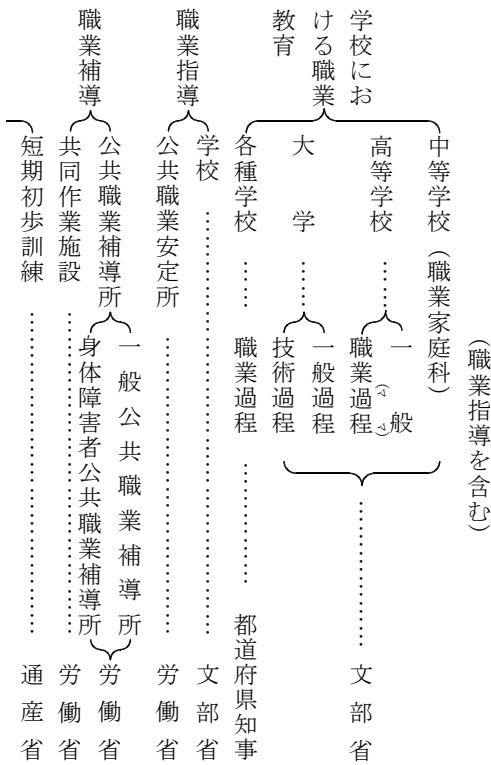 (職業指導を含む)
学校における職業教育
中等学校(職業家庭科)
高等学校……
一般
職業過程(ママ)
大学……
一般過程
技術過程
……………………文部省
各種学校……職業過程…………都道府県知事
職業指導
学校……………………………………文部省
公共職業安定所…………………………労働省
職業補導
公共職業補導所
一般公共職業補導所
身体障害者公共職業補導所
労働省
共同作業施設……………………………労働省
短期初歩訓練……………………………通産省